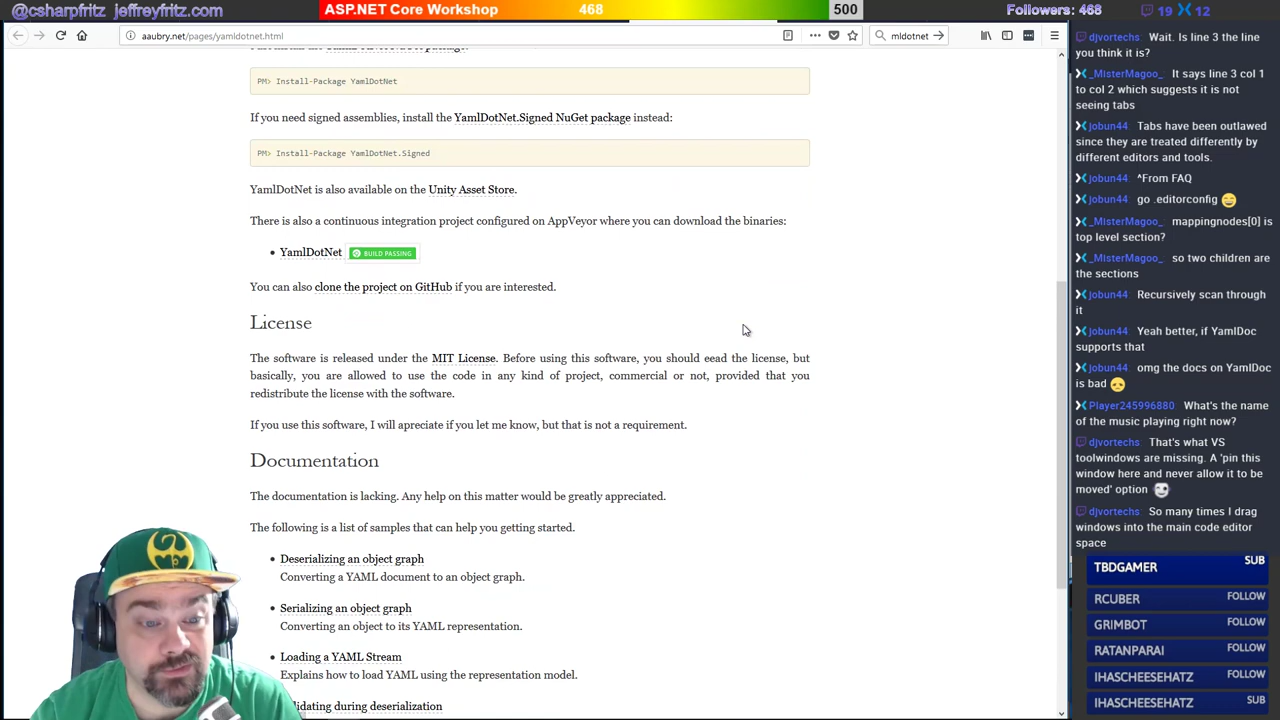 @csharpfritz jeffreyfritz.com
ASP.NET Core Workshop
468
500
Followers: 468
19
12
aaubry.net/pages/yamldotnet.html
mldotnet
PM> Install-Package YamlDotNet
If you need signed assemblies, install the YamlDotNet.Signed NuGet package instead:
PM> Install-Package YamlDotNet.Signed
YamlDotNet is also available on the Unity Asset Store.
There is also a continuous integration project configured on AppVeyor where you can download the binaries:
YamlDotNet BUILD PASSING
You can also clone the project on GitHub if you are interested.
License
The software is released under the MIT License. Before using this software, you should eead the license, but
basically, you are allowed to use the code in any kind of project, commercial or not, provided that you
redistribute the license with the software.
If you use this software, I will apreciate if you let me know, but that is not a requirement.
Documentation
The documentation is lacking. Any help on this matter would be greatly appreciated.
The following is a list of samples that can help you getting started.
Deserializing an object graph
Converting a YAML document to an object graph.
Serializing an object graph
Converting an object to its YAML representation.
Loading a YAML Stream
Explains how to load YAML using the representation model.
idating during deserialization
djvortechs: Wait. Is line 3 the line
you think it is?
_MisterMagoo_: It says line 3 col 1
to col 2 which suggests it is not
seeing tabs
jobun44: Tabs have been outlawed
since they are treated differently by
different editors and tools.
jobun44: ^From FAQ
jobun44: go .editorconfig
_MisterMagoo_: mappingnodes[0] is
top level section?
_MisterMagoo_: so two children are
the sections
jobun44: Recursively scan through
it
jobun44: Yeah better, if YamlDoc
supports that
jobun44: omg the docs on YamlDoc
is bad
Player245996880: What's the name
of the music playing right now?
djvortechs: That's what VS
toolwindows are missing. A 'pin this
window here and never allow it to be
moved' option
djvortechs: So many times I drag
windows into the main code editor
space
TBDGAMER SUB
RCUBER FOLLOW
GRIMBOT FOLLOW
RATANPARAI FOLLOW
IHASCHEESEHATZ FOLLOW
IHASCHEESEHATZ SUB